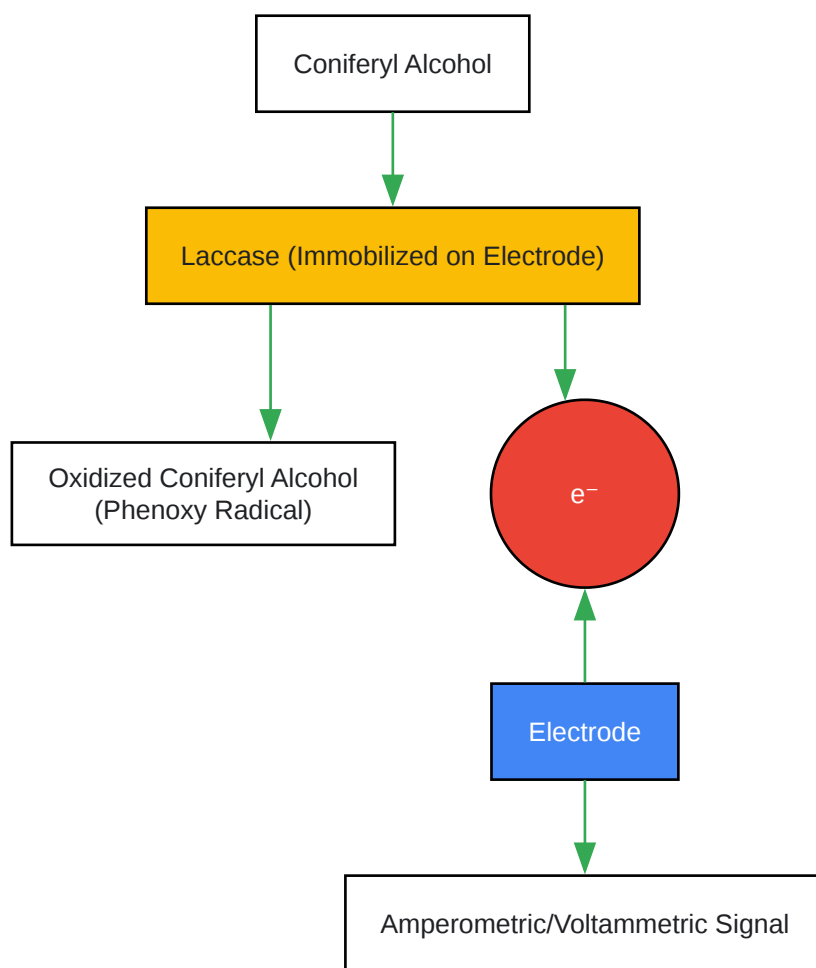 Coniferyl Alcohol
Laccase (Immobilized on Electrode)
Oxidized Coniferyl Alcohol
(Phenoxy Radical)
e⁻
Electrode
Amperometric/Voltammetric Signal